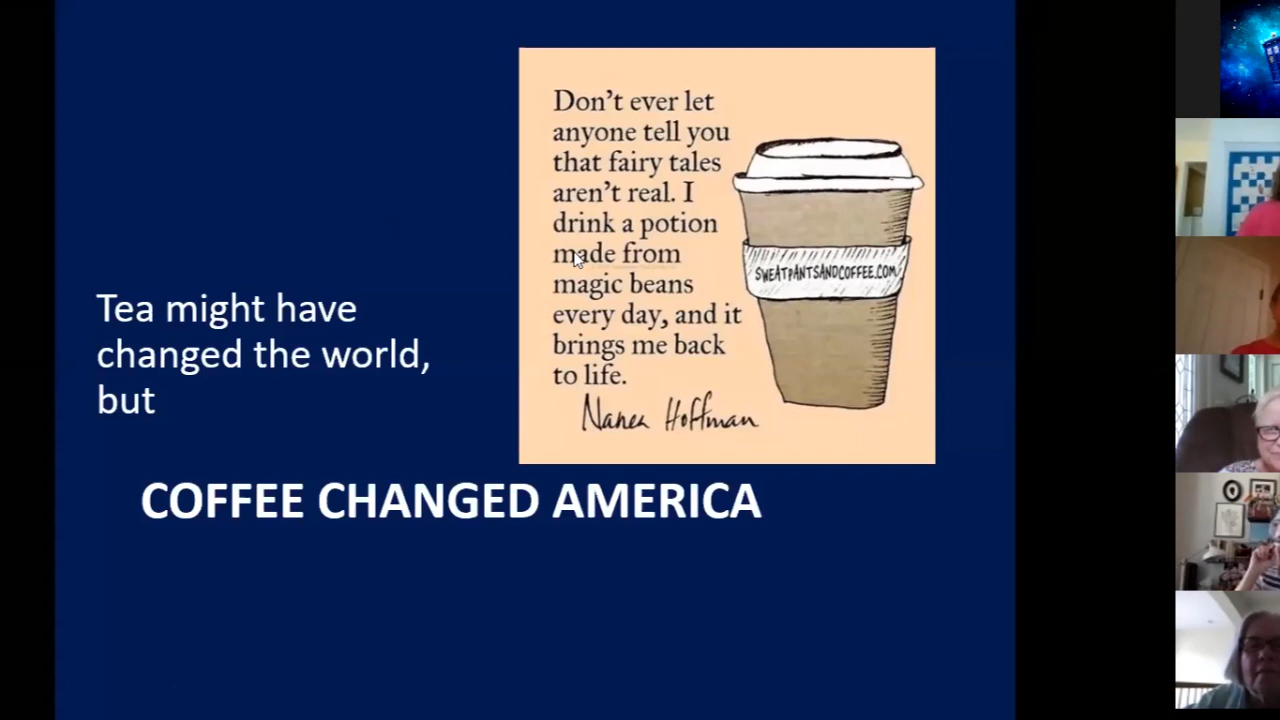 Don't ever let
anyone tell you
that fairy tales
aren't real. I
drink a potion
made from
magic beans
every day, and it
brings me back
to life.
Nanea Hoffman
SWEATPANTSANDCOFFEE.COM
Tea might have
changed the world,
but
COFFEE CHANGED AMERICA